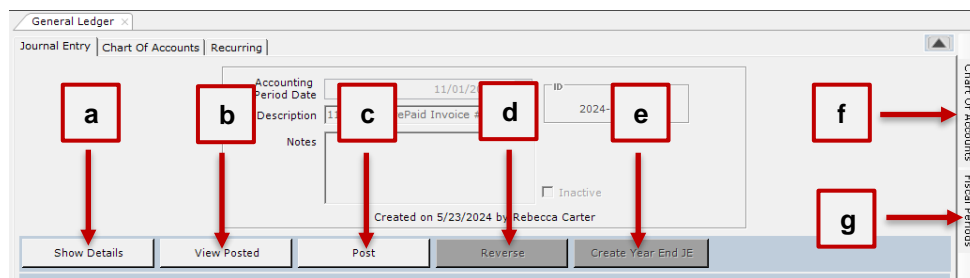 General Ledger ×
Journal Entry Chart Of Accounts Recurring
Accounting Period Date 11/01/20
ID
2024-
Description 11 ePaid Invoice #
Notes
Inactive
Created on 5/23/2024 by Rebecca Carter
a
b
c
d
e
f
g
Chart Of Accounts
Fiscal Periods
Show Details View Posted Post Reverse Create Year End JE